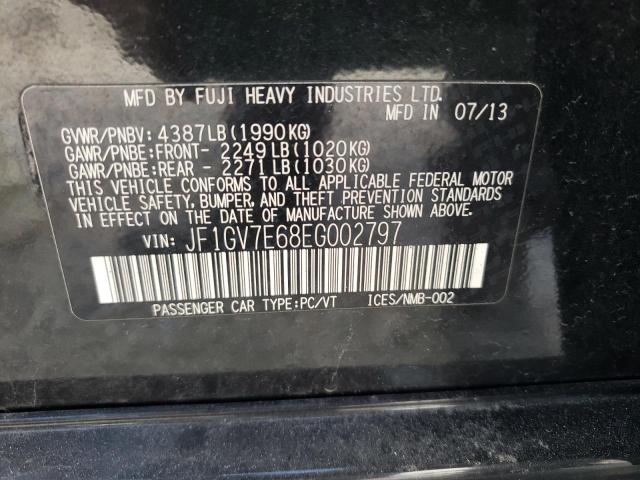 MFD BY FUJI HEAVY INDUSTRIES LTD.
MFD IN 07/13
GVWR/PNBV: 4387LB(1990KG)
GAWR/PNBE:FRONT- 2249LB(1020KG)
GAWR/PNBE:REAR - 2271LB(1030KG)
THIS VEHICLE CONFORMS TO ALL APPLICABLE FEDERAL MOTOR
VEHICLE SAFETY, BUMPER, AND THEFT PREVENTION STANDARDS
IN EFFECT ON THE DATE OF MANUFACTURE SHOWN ABOVE.
VIN: JF1GV7E68EG002797
PASSENGER CAR TYPE:PC/VT ICES/NMB-002